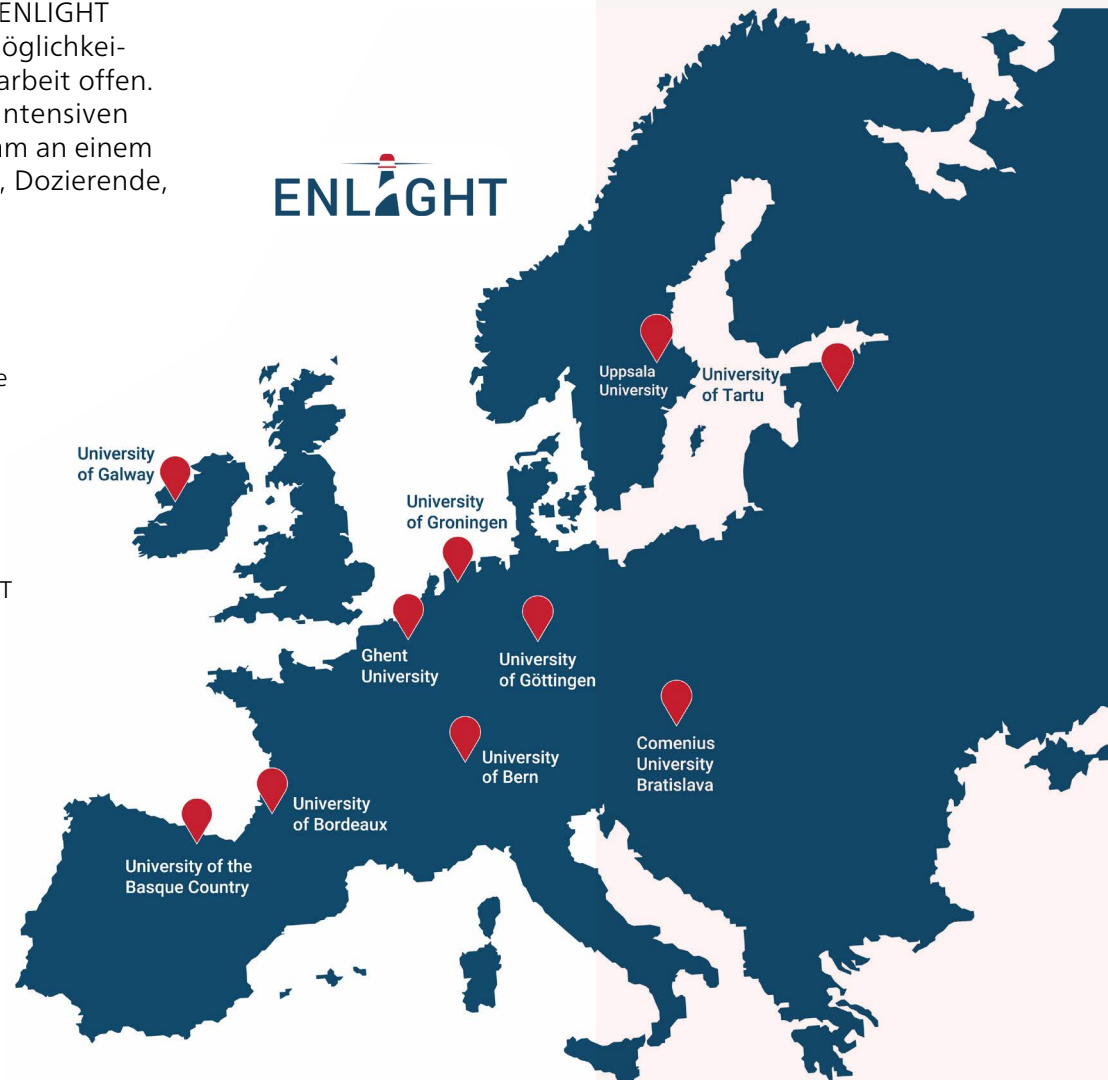 ENLIGHT
öglichkei-
arbeit offen.
ntensiven
am an einem
, Dozierende,
ENLIGHT
e
T
Uppsala
University
University
of Tartu
University
of Galway
University
of Groningen
Ghent
University
University
of Göttingen
Comenius
University
Bratislava
University
of Bern
University
of Bordeaux
University of the
Basque Country